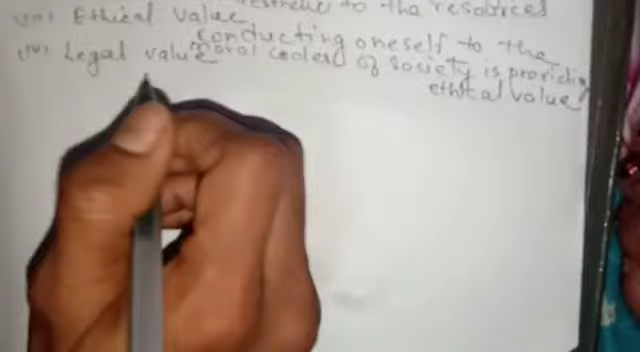 to the resources
(iii) Ethical value
conducting oneself to the
(iv) Legal value moral codes of society is providing
ethical value